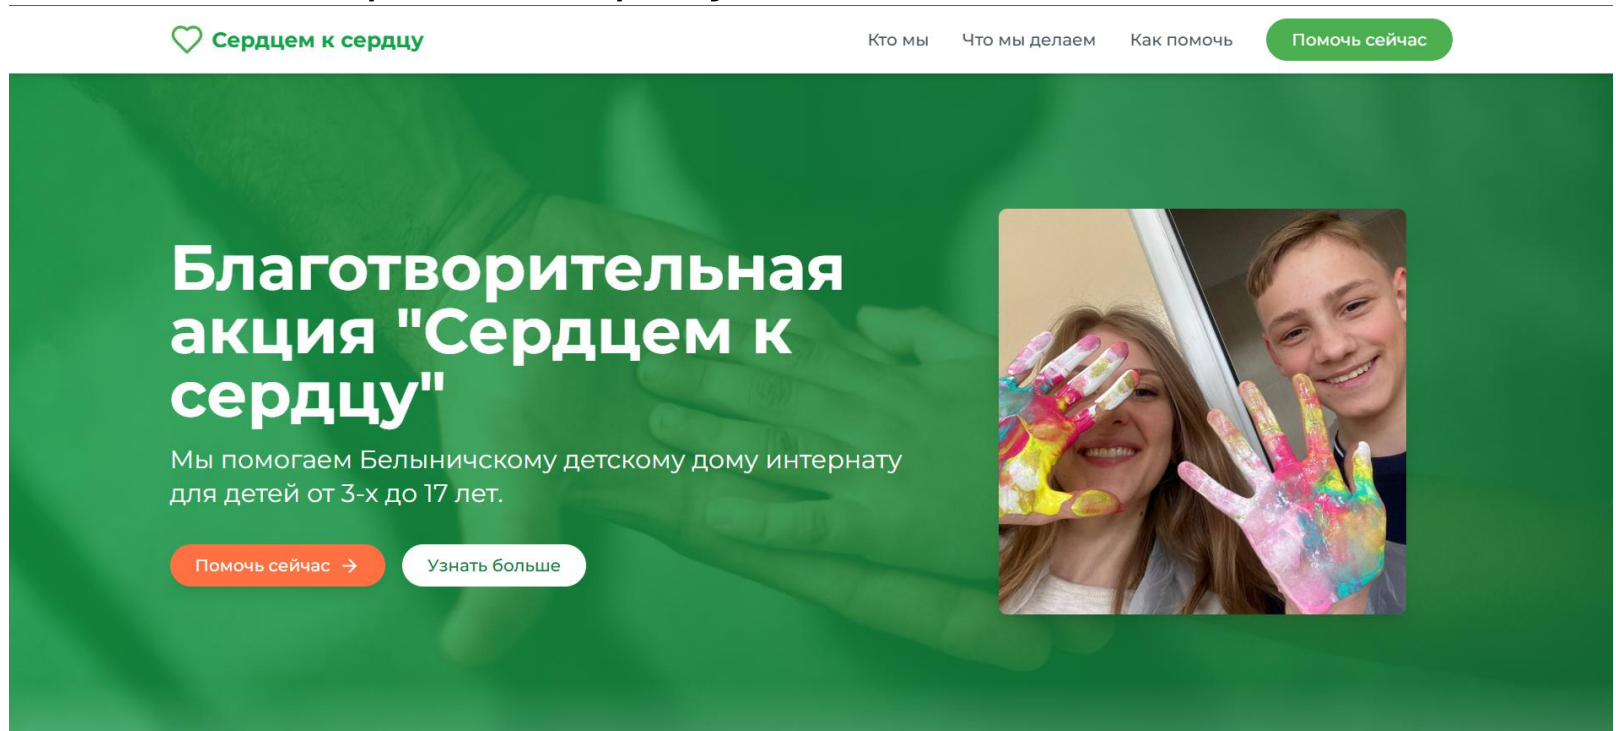 Сердцем к сердцу
Кто мы
Что мы делаем
Как помочь
Помочь сейчас
Благотворительная
акция "Сердцем к
сердцу"
Мы помогаем Белыничскому детскому дому интернату
для детей от 3-х до 17 лет.
Помочь сейчас →
Узнать больше